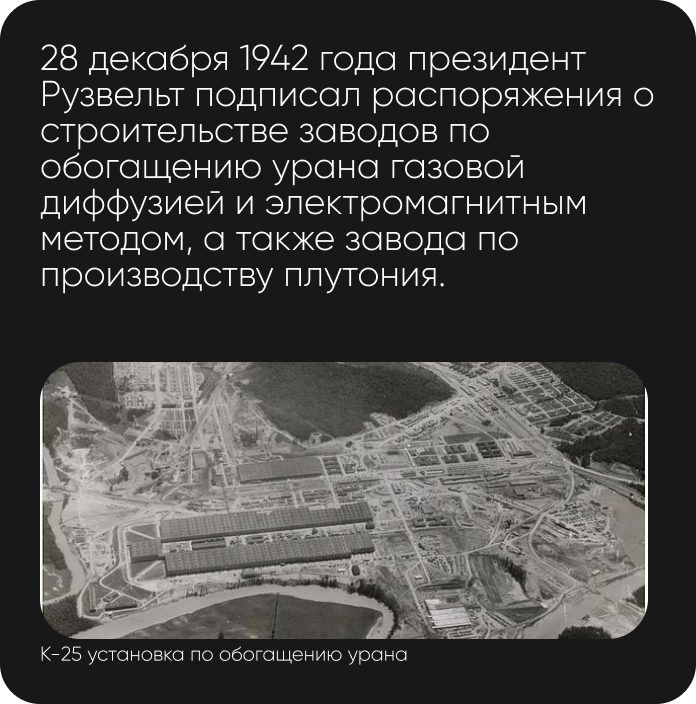 28 декабря 1942 года президент
Рузвельт подписал распоряжения о
строительстве заводов по
обогащению урана газовой
диффузией и электромагнитным
методом, а также завода по
производству плутония.
К-25 установка по обогащению урана